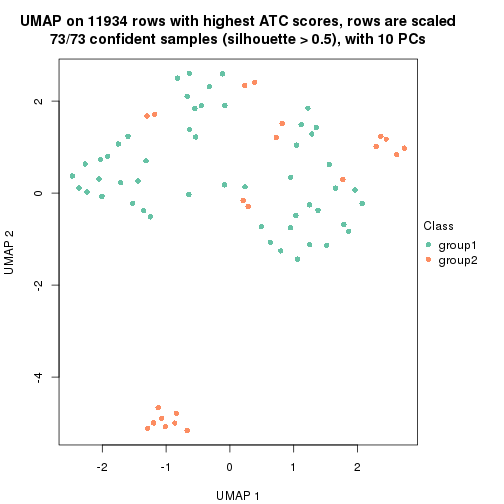 UMAP on 11934 rows with highest ATC scores, rows are scaled
73/73 confident samples (silhouette > 0.5), with 10 PCs
2
0
-2
-4
UMAP 2
-2 -1 0 1 2
UMAP 1
Class
group1
group2